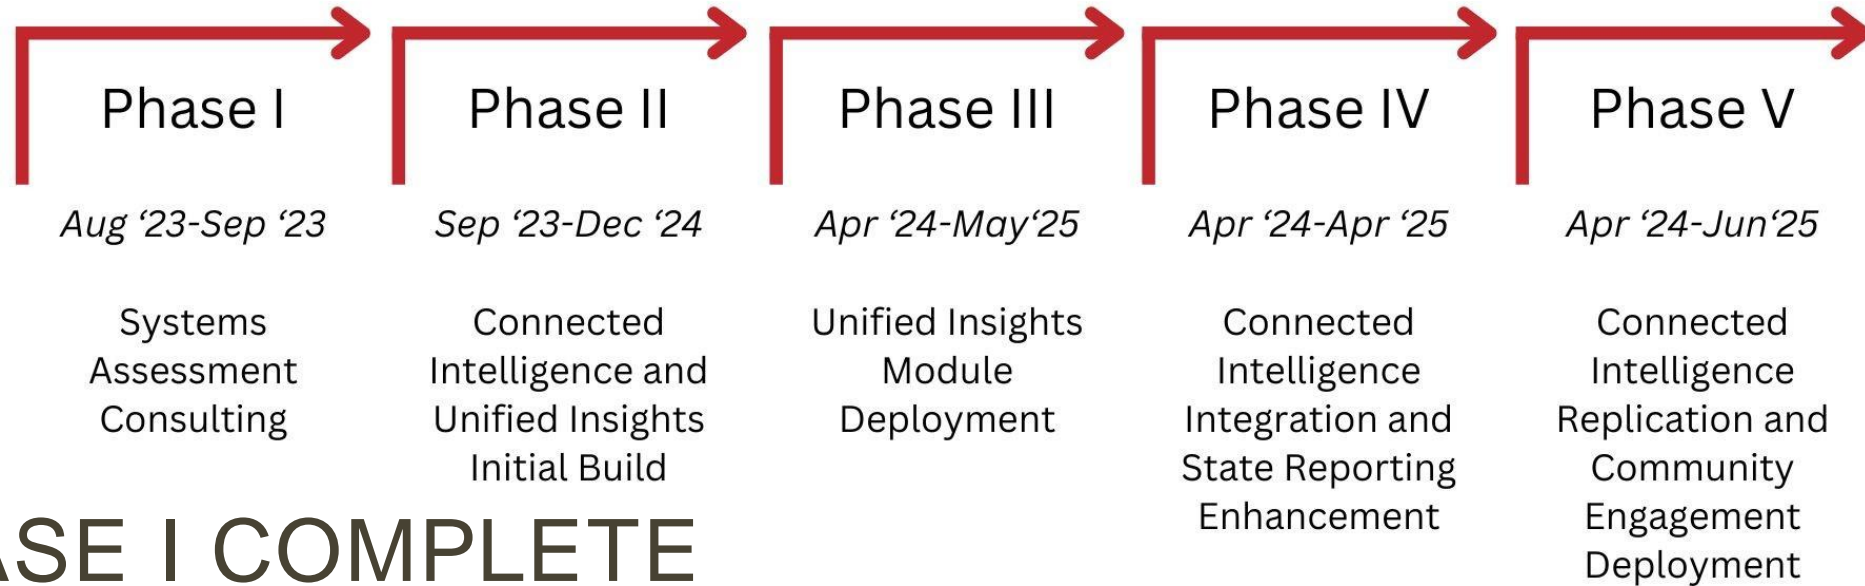 Phase I
Aug ‘23-Sep ‘23
Systems
Assessment
Consulting
Phase II
Sep ‘23-Dec ‘24
Connected
Intelligence and
Unified Insights
Initial Build
Phase III
Apr ‘24-May‘25
Unified Insights
Module
Deployment
Phase IV
Apr ‘24-Apr ‘25
Connected
Intelligence
Integration and
State Reporting
Enhancement
Phase V
Apr ‘24-Jun‘25
Connected
Intelligence
Replication and
Community
Engagement
Deployment
ASE I COMPLETE